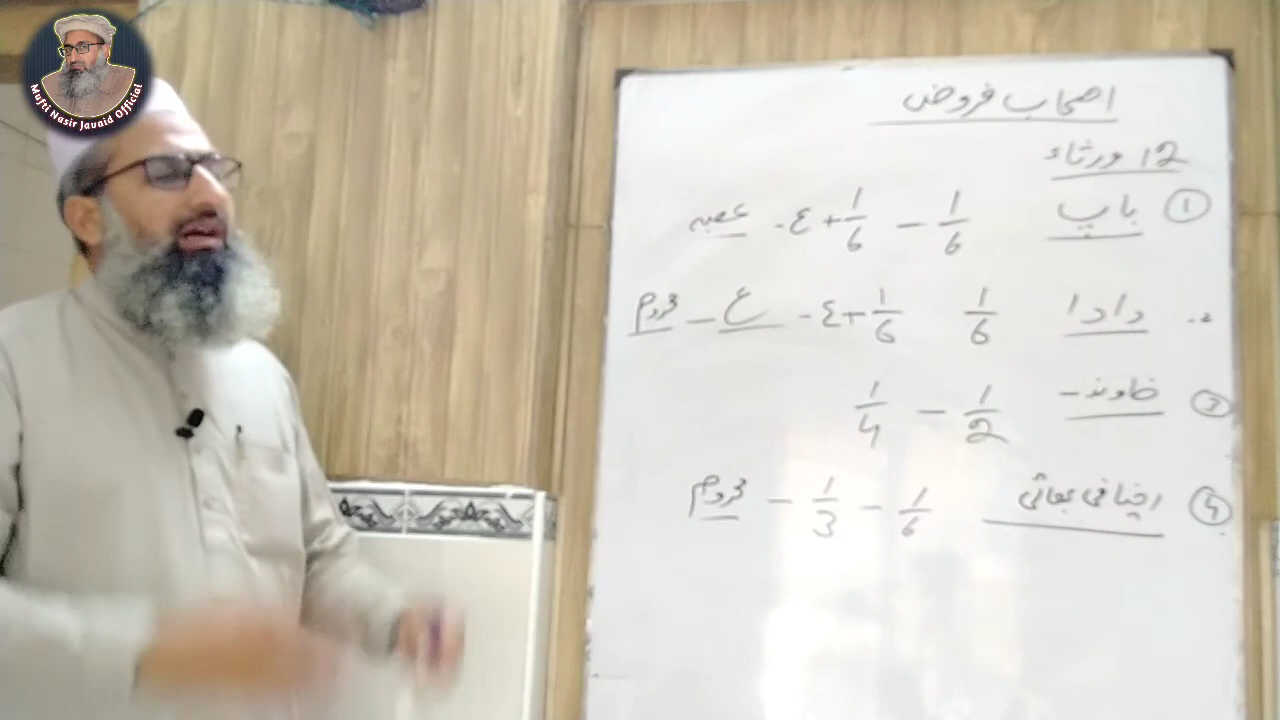 Mufti Nasir Javaid Official
اصحاب فروض
12 ورثاء
① باپ 1/6 – 1/6 + ع - عصبہ
2- دادا 1/6 1/6 + ع - ع – محروم
③ خاوند – 1/2 – 1/4
④ اخیافی بھائی 1/6 – 1/3 – محروم